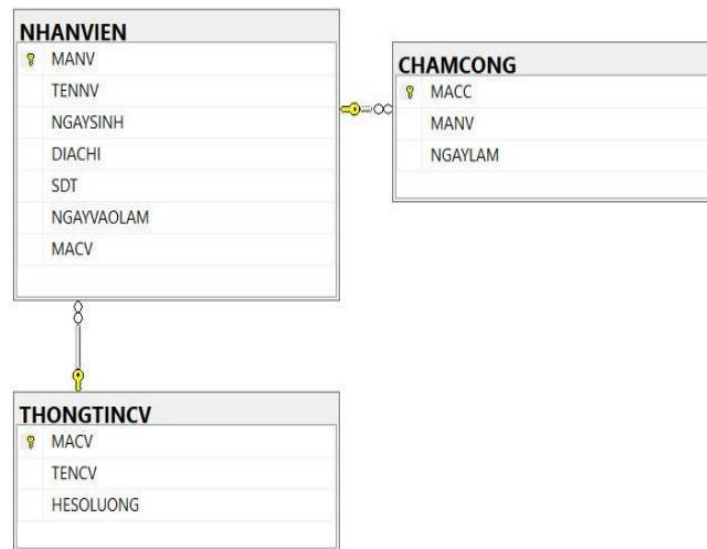 NHANVIEN
MANV
TENNV
NGAYSINH
DIACHI
SDT
NGAYVAOLAM
MACV
CHAMCONG
MACC
MANV
NGAYLAM
THONGTINCV
MACV
TENCV
HESOLUONG